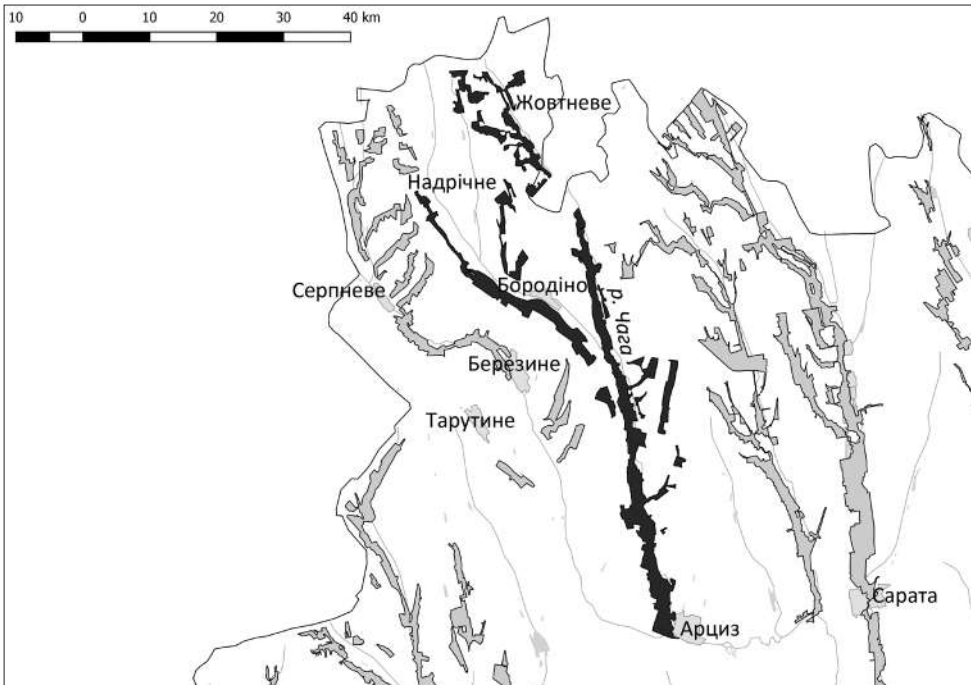 10 0 10 20 30 40 km
Жовтневе
Надрічне
Бородіно
Серпневе
р. Чага
Березине
Тарутине
Сарата
Арциз